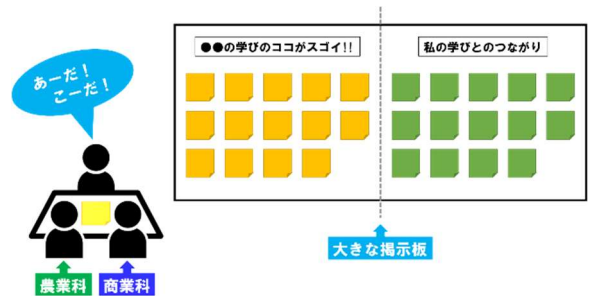 ●●の学びのココがスゴイ!!
私の学びとのつながり
あーだ!
こーだ!
大きな掲示板
農業科
商業科